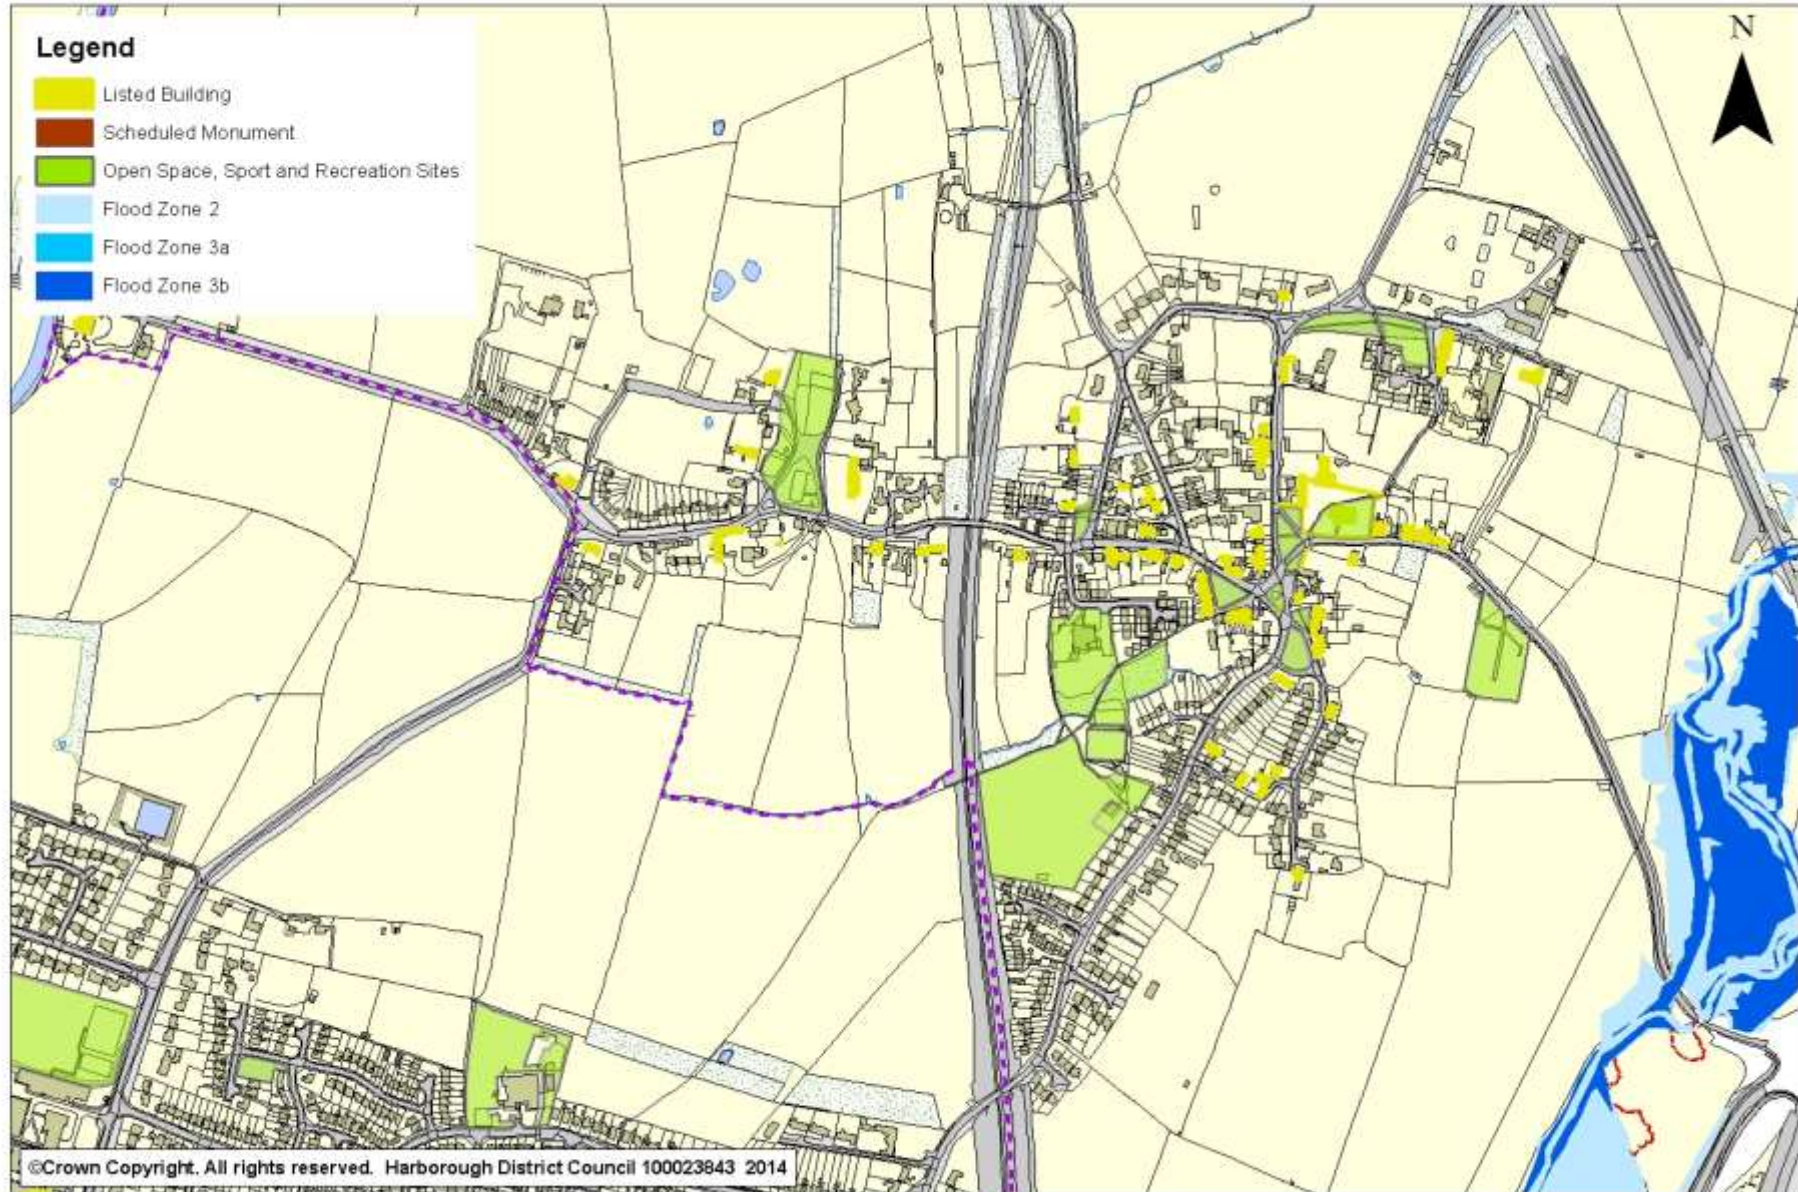 Legend
Listed Building
Scheduled Monument
Open Space, Sport and Recreation Sites
Flood Zone 2
Flood Zone 3a
Flood Zone 3b
N
©Crown Copyright. All rights reserved. Harborough District Council 100023843 2014